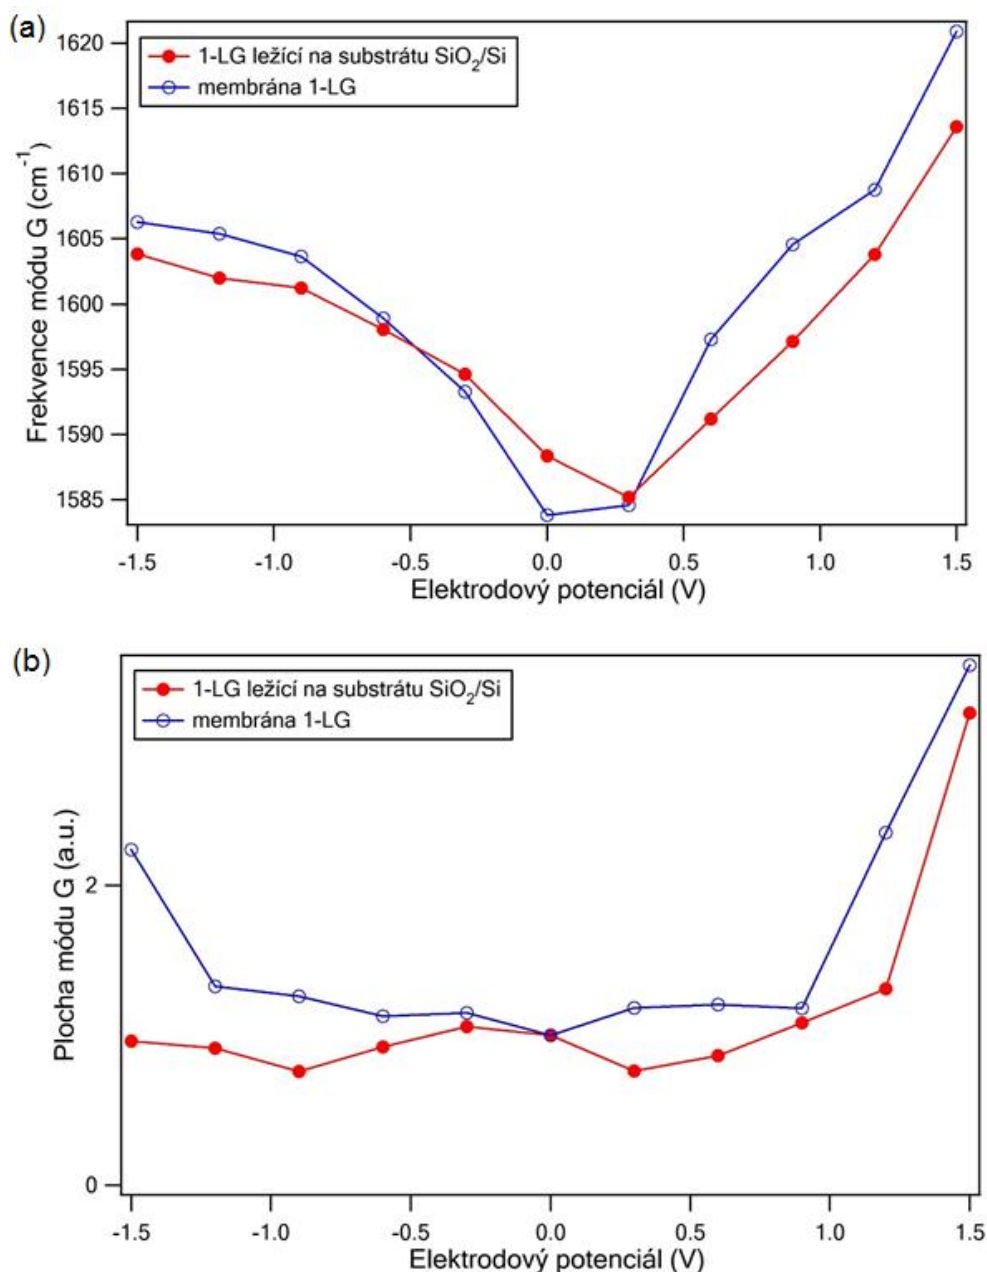 (a)
1-LG ležící na substrátu SiO₂/Si
membrána 1-LG
Frekvence módu G (cm⁻¹)
1620
1615
1610
1605
1600
1595
1590
1585
-1.5 -1.0 -0.5 0.0 0.5 1.0 1.5
Elektrodový potenciál (V)
(b)
1-LG ležící na substrátu SiO₂/Si
membrána 1-LG
Plocha módu G (a.u.)
2
0
-1.5 -1.0 -0.5 0.0 0.5 1.0 1.5
Elektrodový potenciál (V)